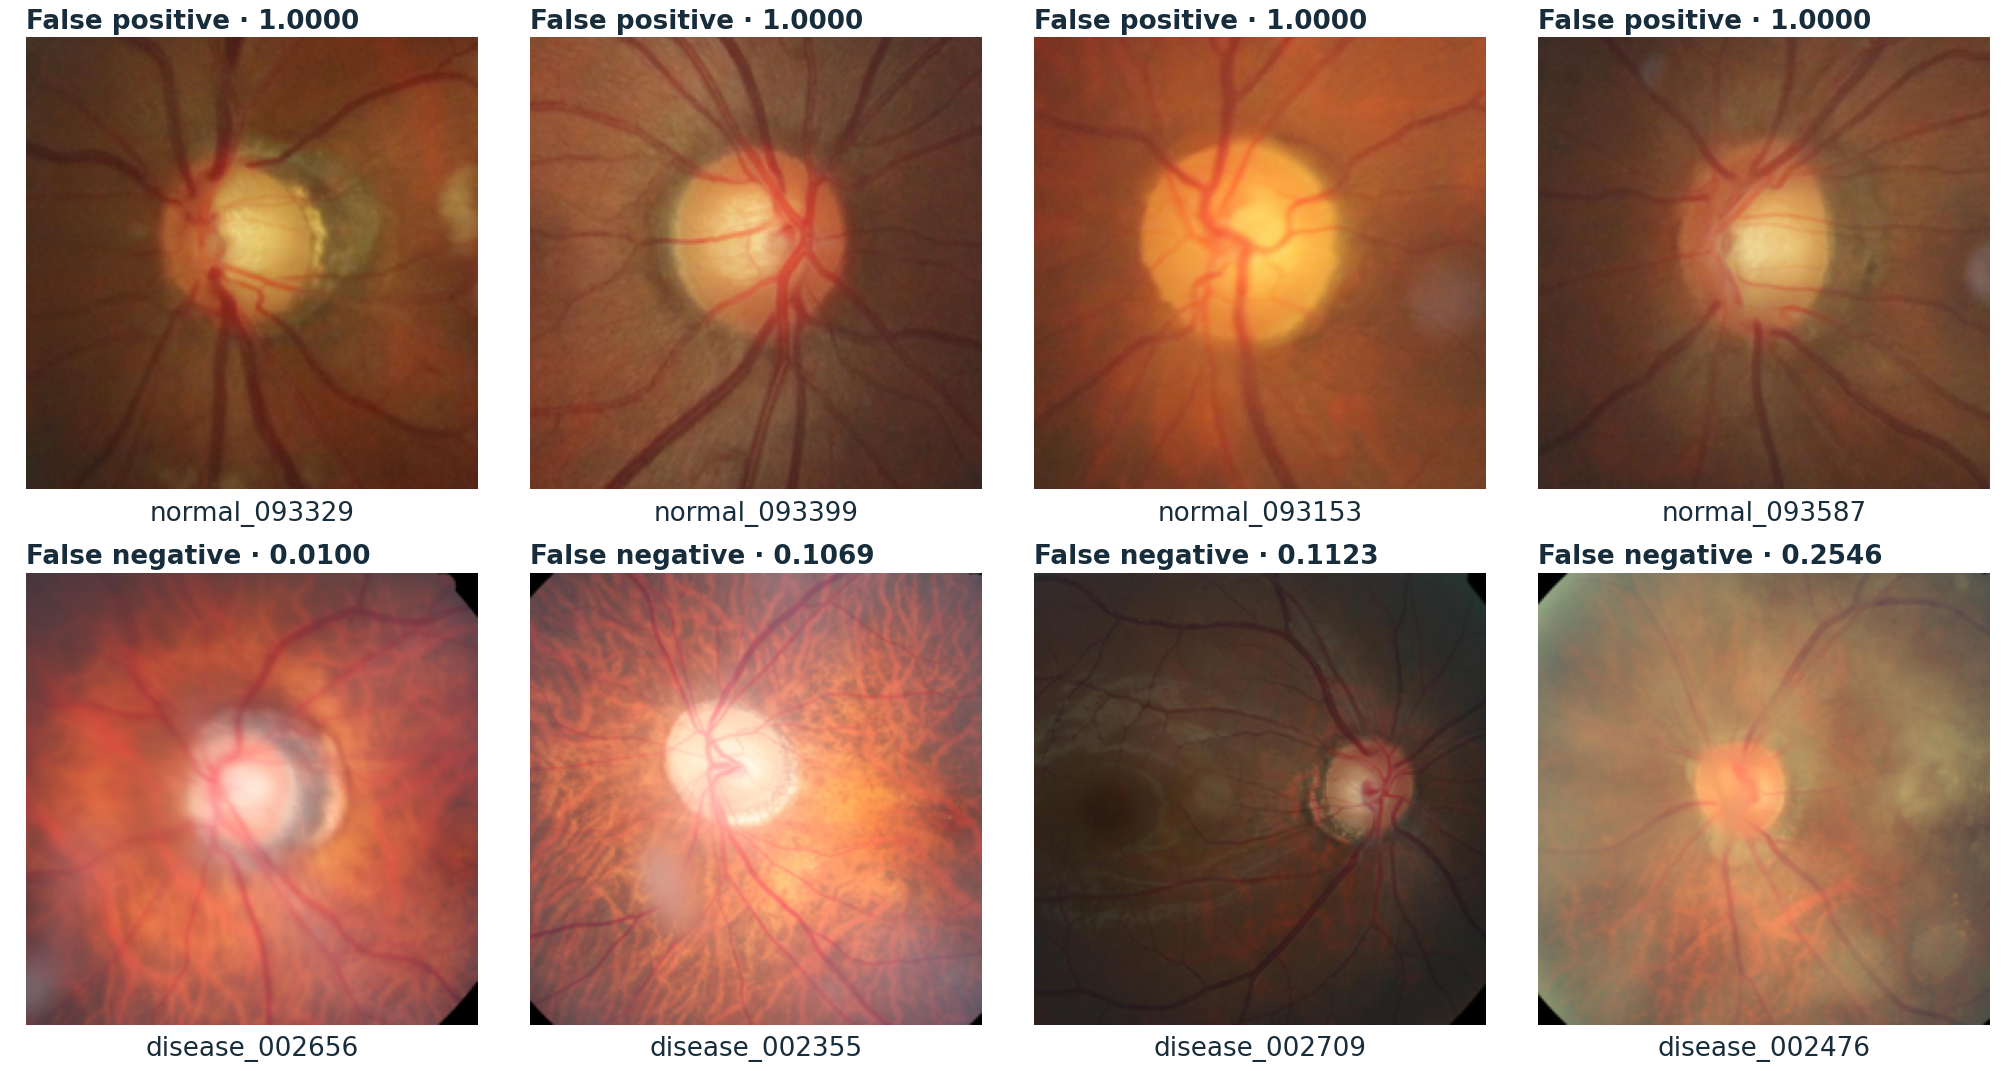 False positive · 1.0000
False positive · 1.0000
False positive · 1.0000
False positive · 1.0000
normal_093329
normal_093399
normal_093153
normal_093587
False negative · 0.0100
False negative · 0.1069
False negative · 0.1123
False negative · 0.2546
disease_002656
disease_002355
disease_002709
disease_002476